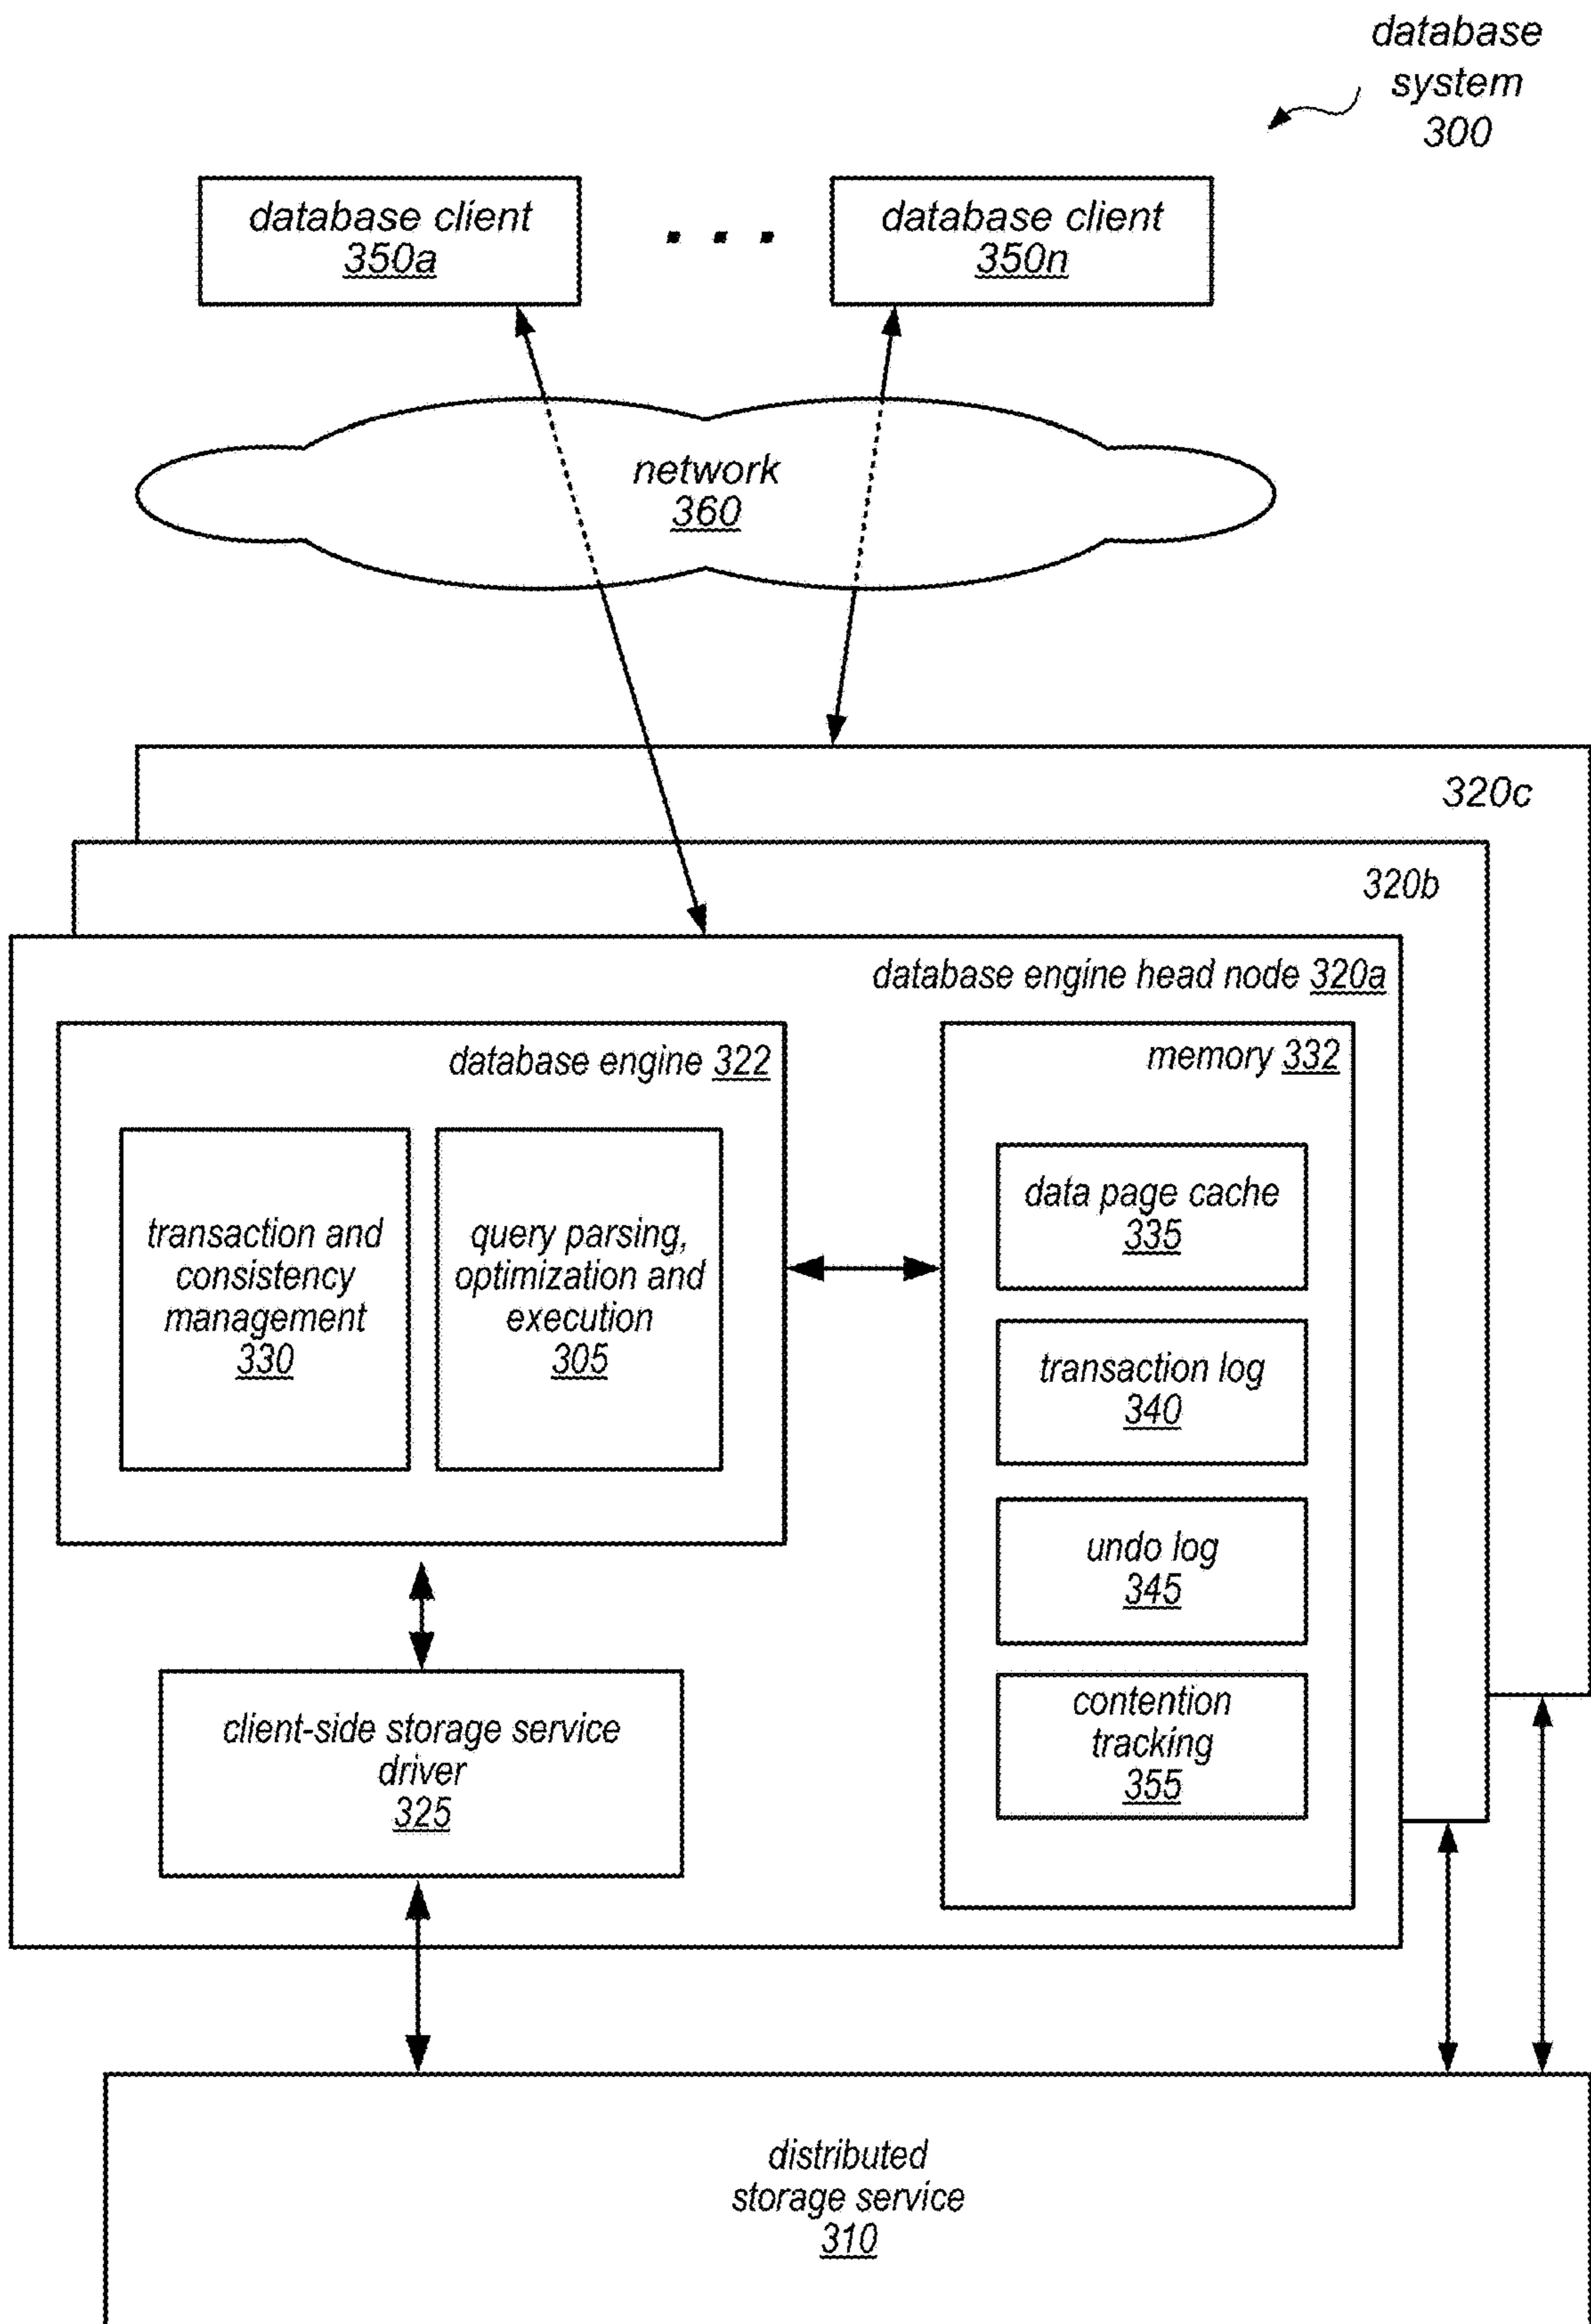 database
system
300
database client
350a
. . .
database client
350n
network
360
320c
320b
database engine head node 320a
database engine 322
memory 332
transaction and
consistency
management
330
query parsing,
optimization and
execution
305
data page cache
335
transaction log
340
undo log
345
contention
tracking
355
client-side storage service
driver
325
distributed
storage service
310